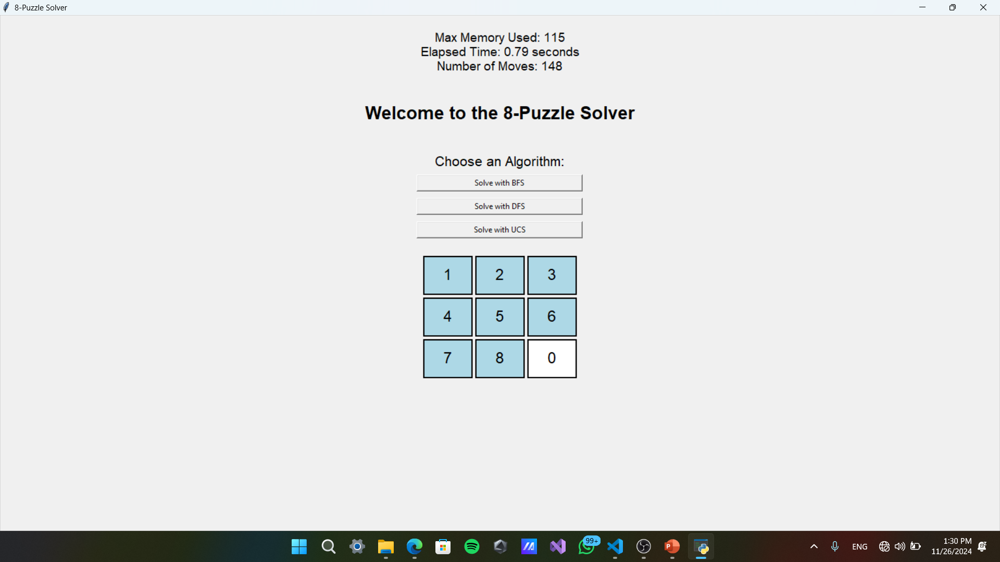 8-Puzzle Solver
Max Memory Used: 115
Elapsed Time: 0.79 seconds
Number of Moves: 148
Welcome to the 8-Puzzle Solver
Choose an Algorithm:
Solve with BFS
Solve with DFS
Solve with UCS
1 2 3
4 5 6
7 8 0
99+
P
ENG
1:30 PM
11/26/2024